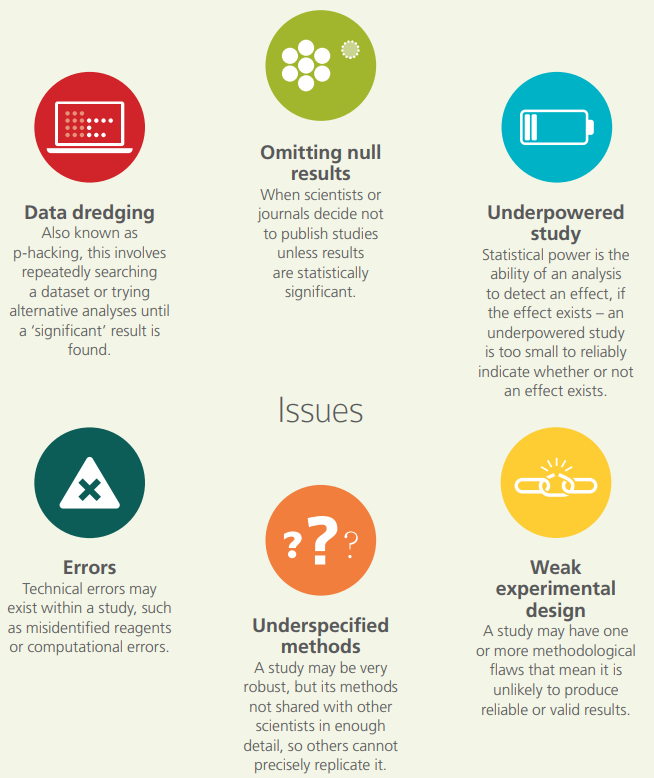 Data dredging
Also known as
p-hacking, this involves
repeatedly searching
a dataset or trying
alternative analyses until
a ‘significant’ result is
found.
Omitting null
results
When scientists or
journals decide not
to publish studies
unless results
are statistically
significant.
Underpowered
study
Statistical power is the
ability of an analysis
to detect an effect, if
the effect exists – an
underpowered study
is too small to reliably
indicate whether or not
an effect exists.
Issues
Errors
Technical errors may
exist within a study, such
as misidentified reagents
or computational errors.
? ? ?
Underspecified
methods
A study may be very
robust, but its methods
not shared with other
scientists in enough
detail, so others cannot
precisely replicate it.
Weak
experimental
design
A study may have one
or more methodological
flaws that mean it is
unlikely to produce
reliable or valid results.